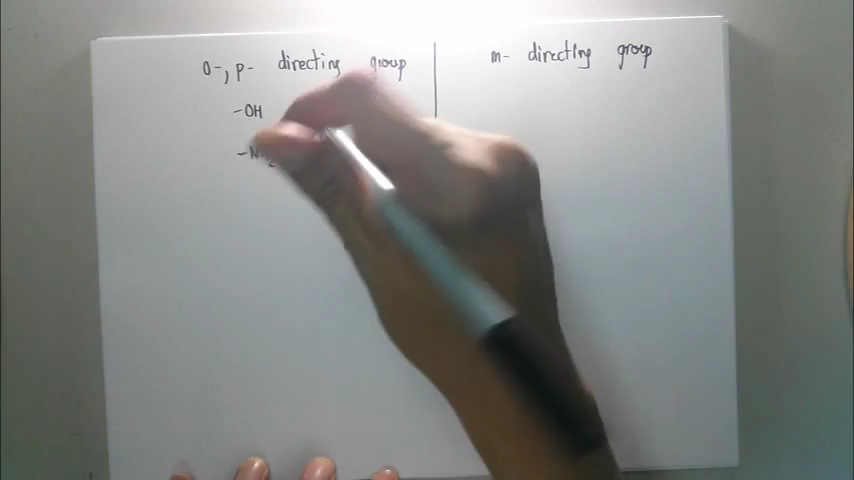 o-, p- directing group
m- directing group
-OH